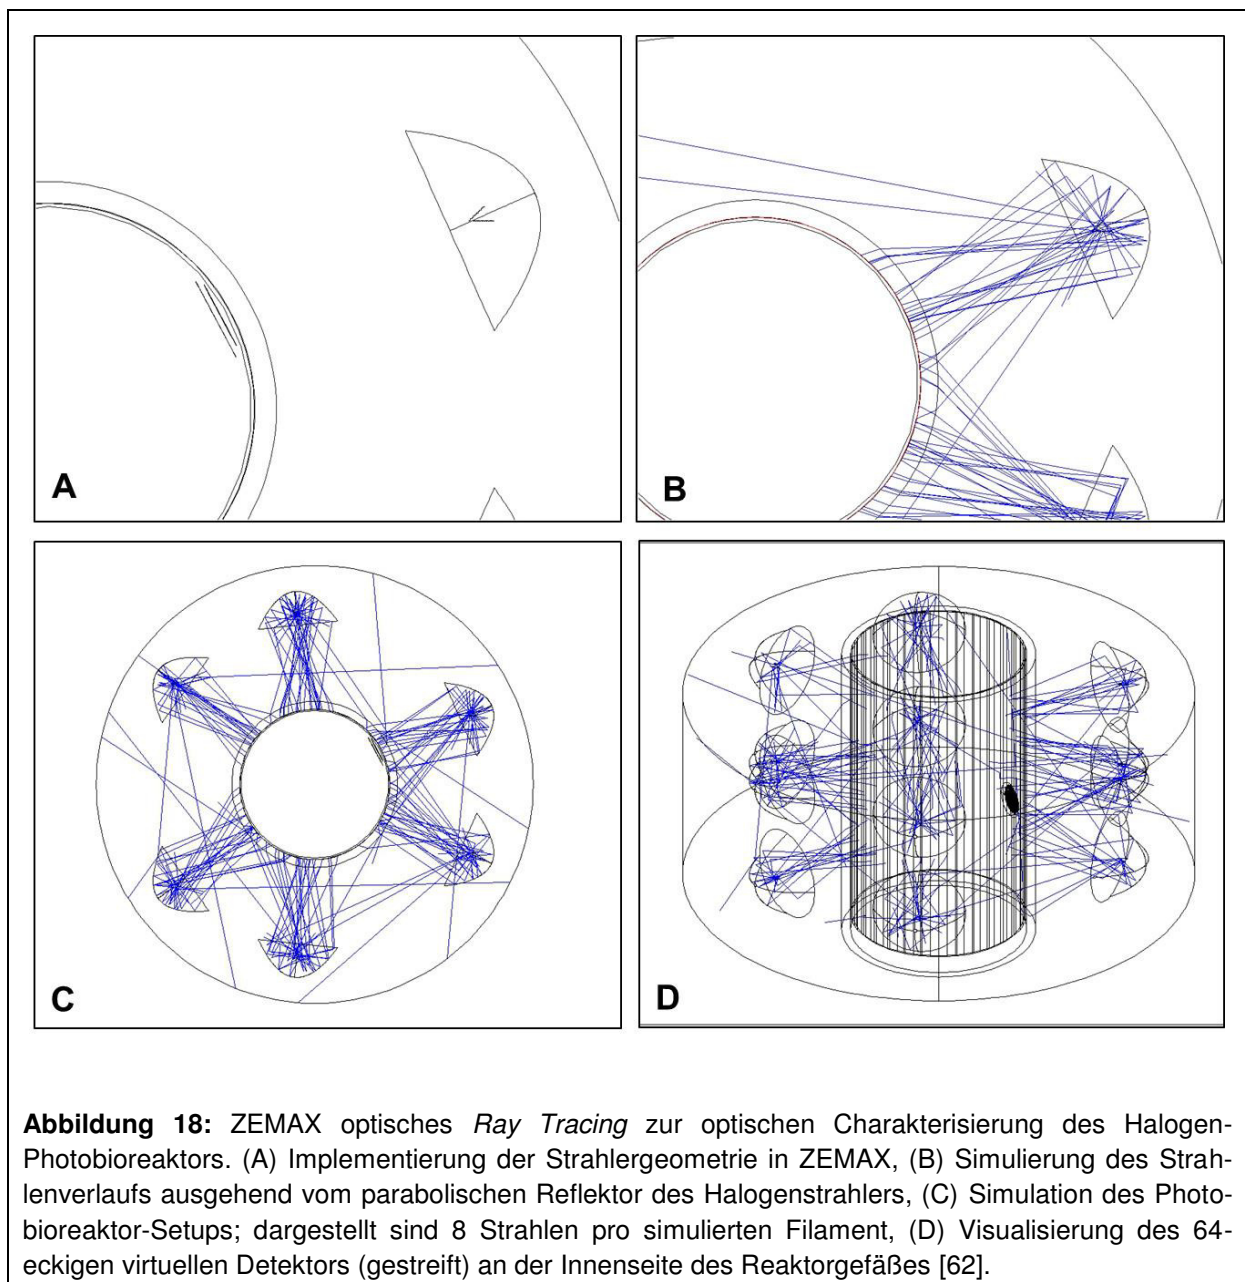 A
B
C
D
Abbildung 18: ZEMAX optisches Ray Tracing zur optischen Charakterisierung des Halogen-
Photobioreaktors. (A) Implementierung der Strahlergeometrie in ZEMAX, (B) Simulierung des Strah-
lenverlaufs ausgehend vom parabolischen Reflektor des Halogenstrahlers, (C) Simulation des Photo-
bioreaktor-Setups; dargestellt sind 8 Strahlen pro simulierten Filament, (D) Visualisierung des 64-
eckigen virtuellen Detektors (gestreift) an der Innenseite des Reaktorgefäßes [62].